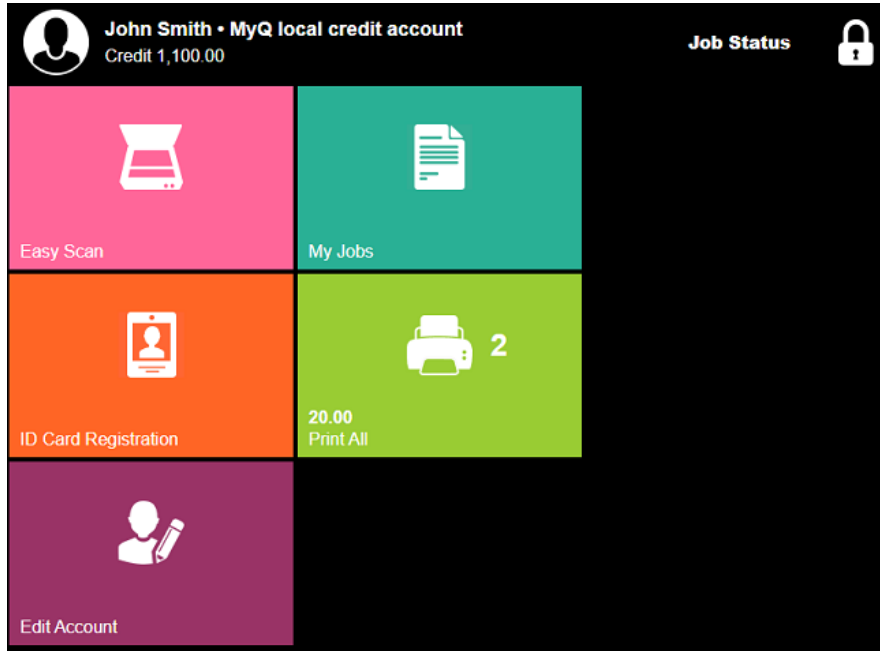 John Smith • MyQ local credit account
Credit 1,100.00
Job Status
Easy Scan
My Jobs
ID Card Registration
2
20.00
Print All
Edit Account